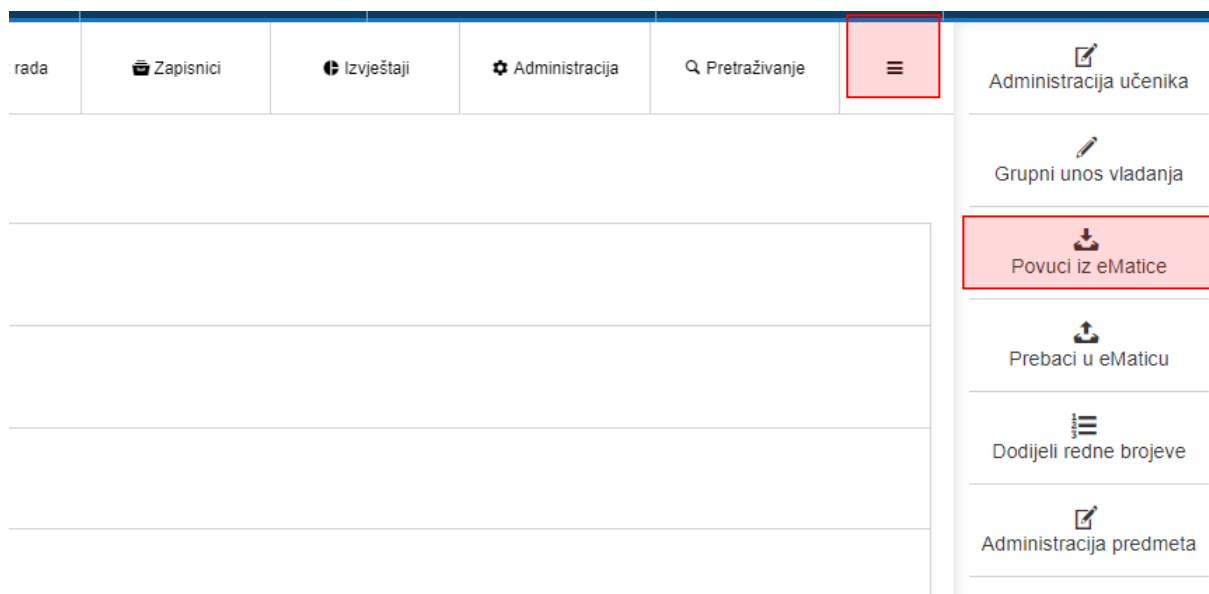 rada
Zapisnici
Izvještaji
Administracija
Pretraživanje
Administracija učenika
Grupni unos vladanja
Povuci iz eMatice
Prebaci u eMaticu
Dodijeli redne brojeve
Administracija predmeta